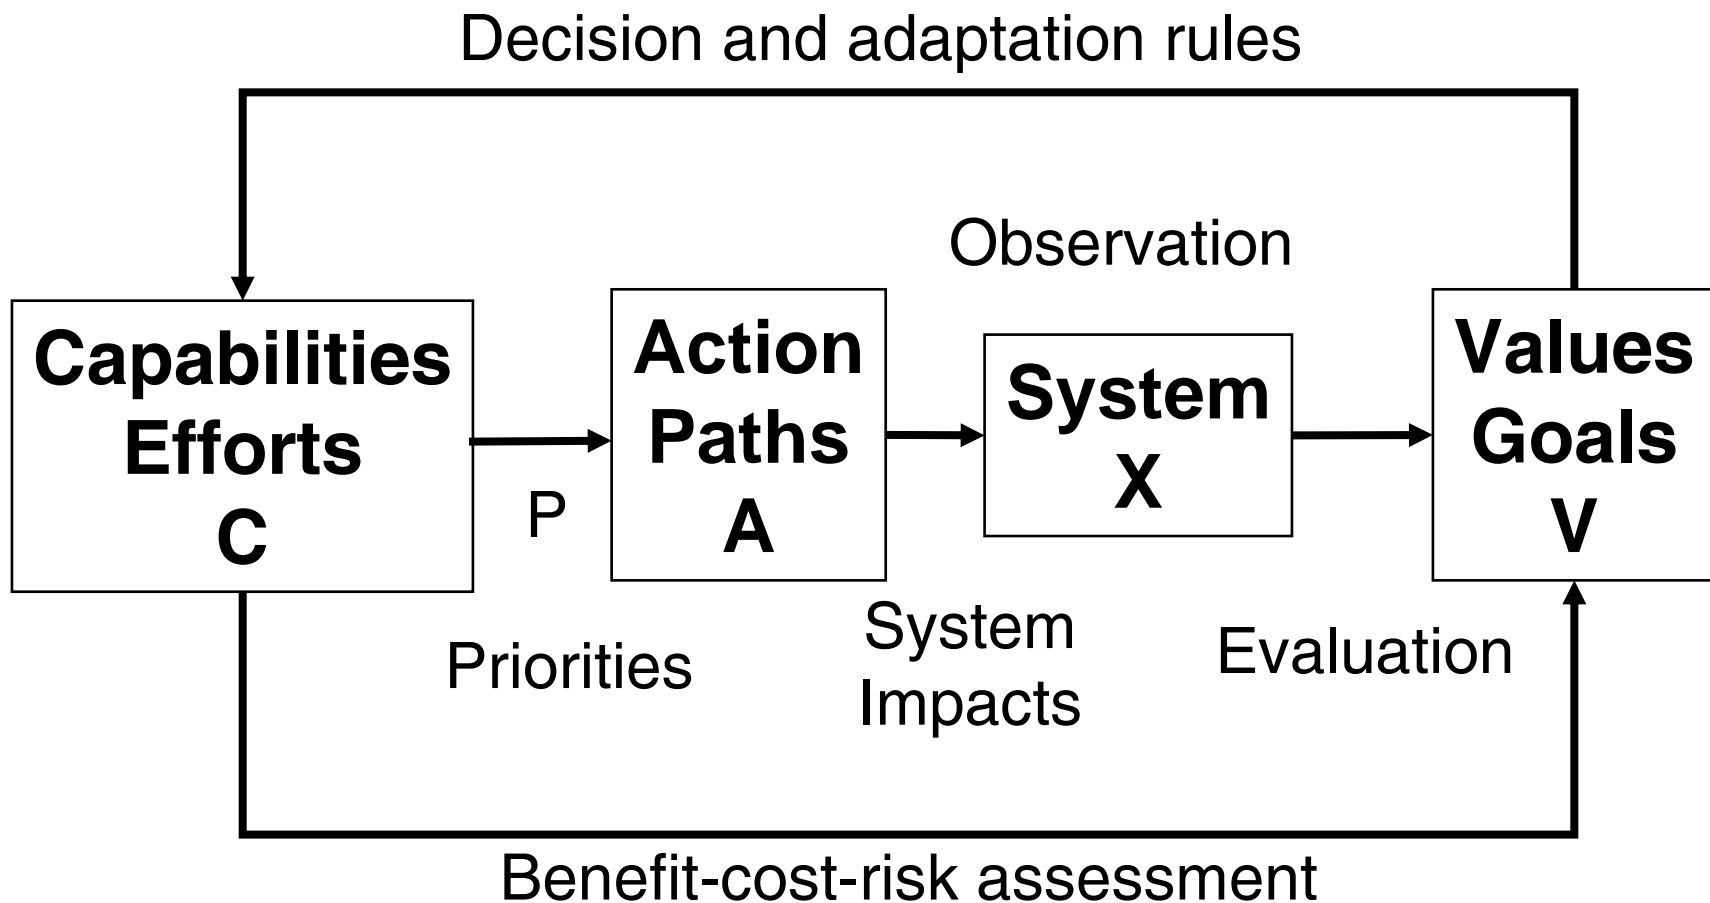 Decision and adaptation rules
Observation
Capabilities
Efforts
C
P
Priorities
Action
Paths
A
System
Impacts
System
X
Values
Goals
V
Evaluation
Benefit-cost-risk assessment